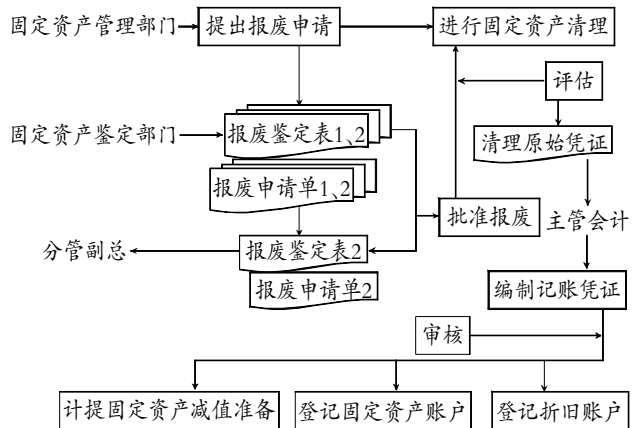 固定资产管理部门
提出报废申请
进行固定资产清理
评估
固定资产鉴定部门
报废鉴定表1、2
清理原始凭证
报废申请单1、2
批准报废
主管会计
分管副总
报废鉴定表2
报废申请单2
编制记账凭证
审核
计提固定资产减值准备
登记固定资产账户
登记折旧账户